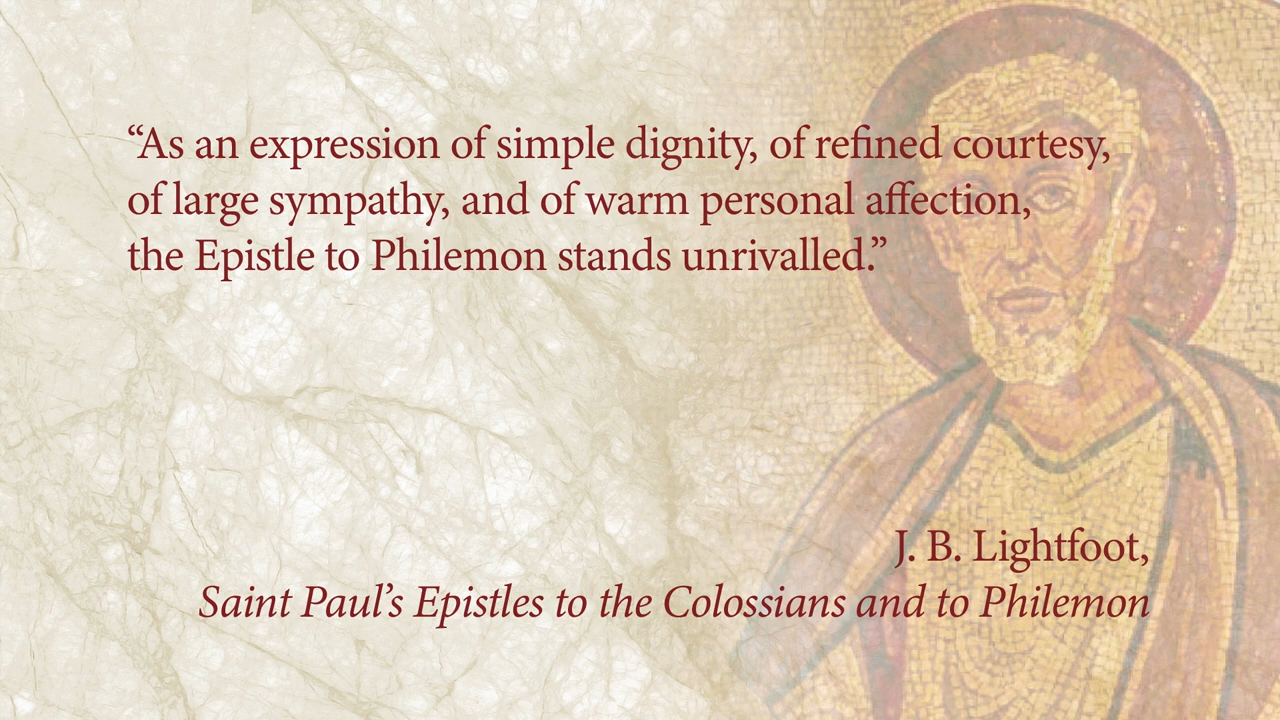 “As an expression of simple dignity, of refined courtesy,
of large sympathy, and of warm personal affection,
the Epistle to Philemon stands unrivalled.”
J. B. Lightfoot,
Saint Paul’s Epistles to the Colossians and to Philemon